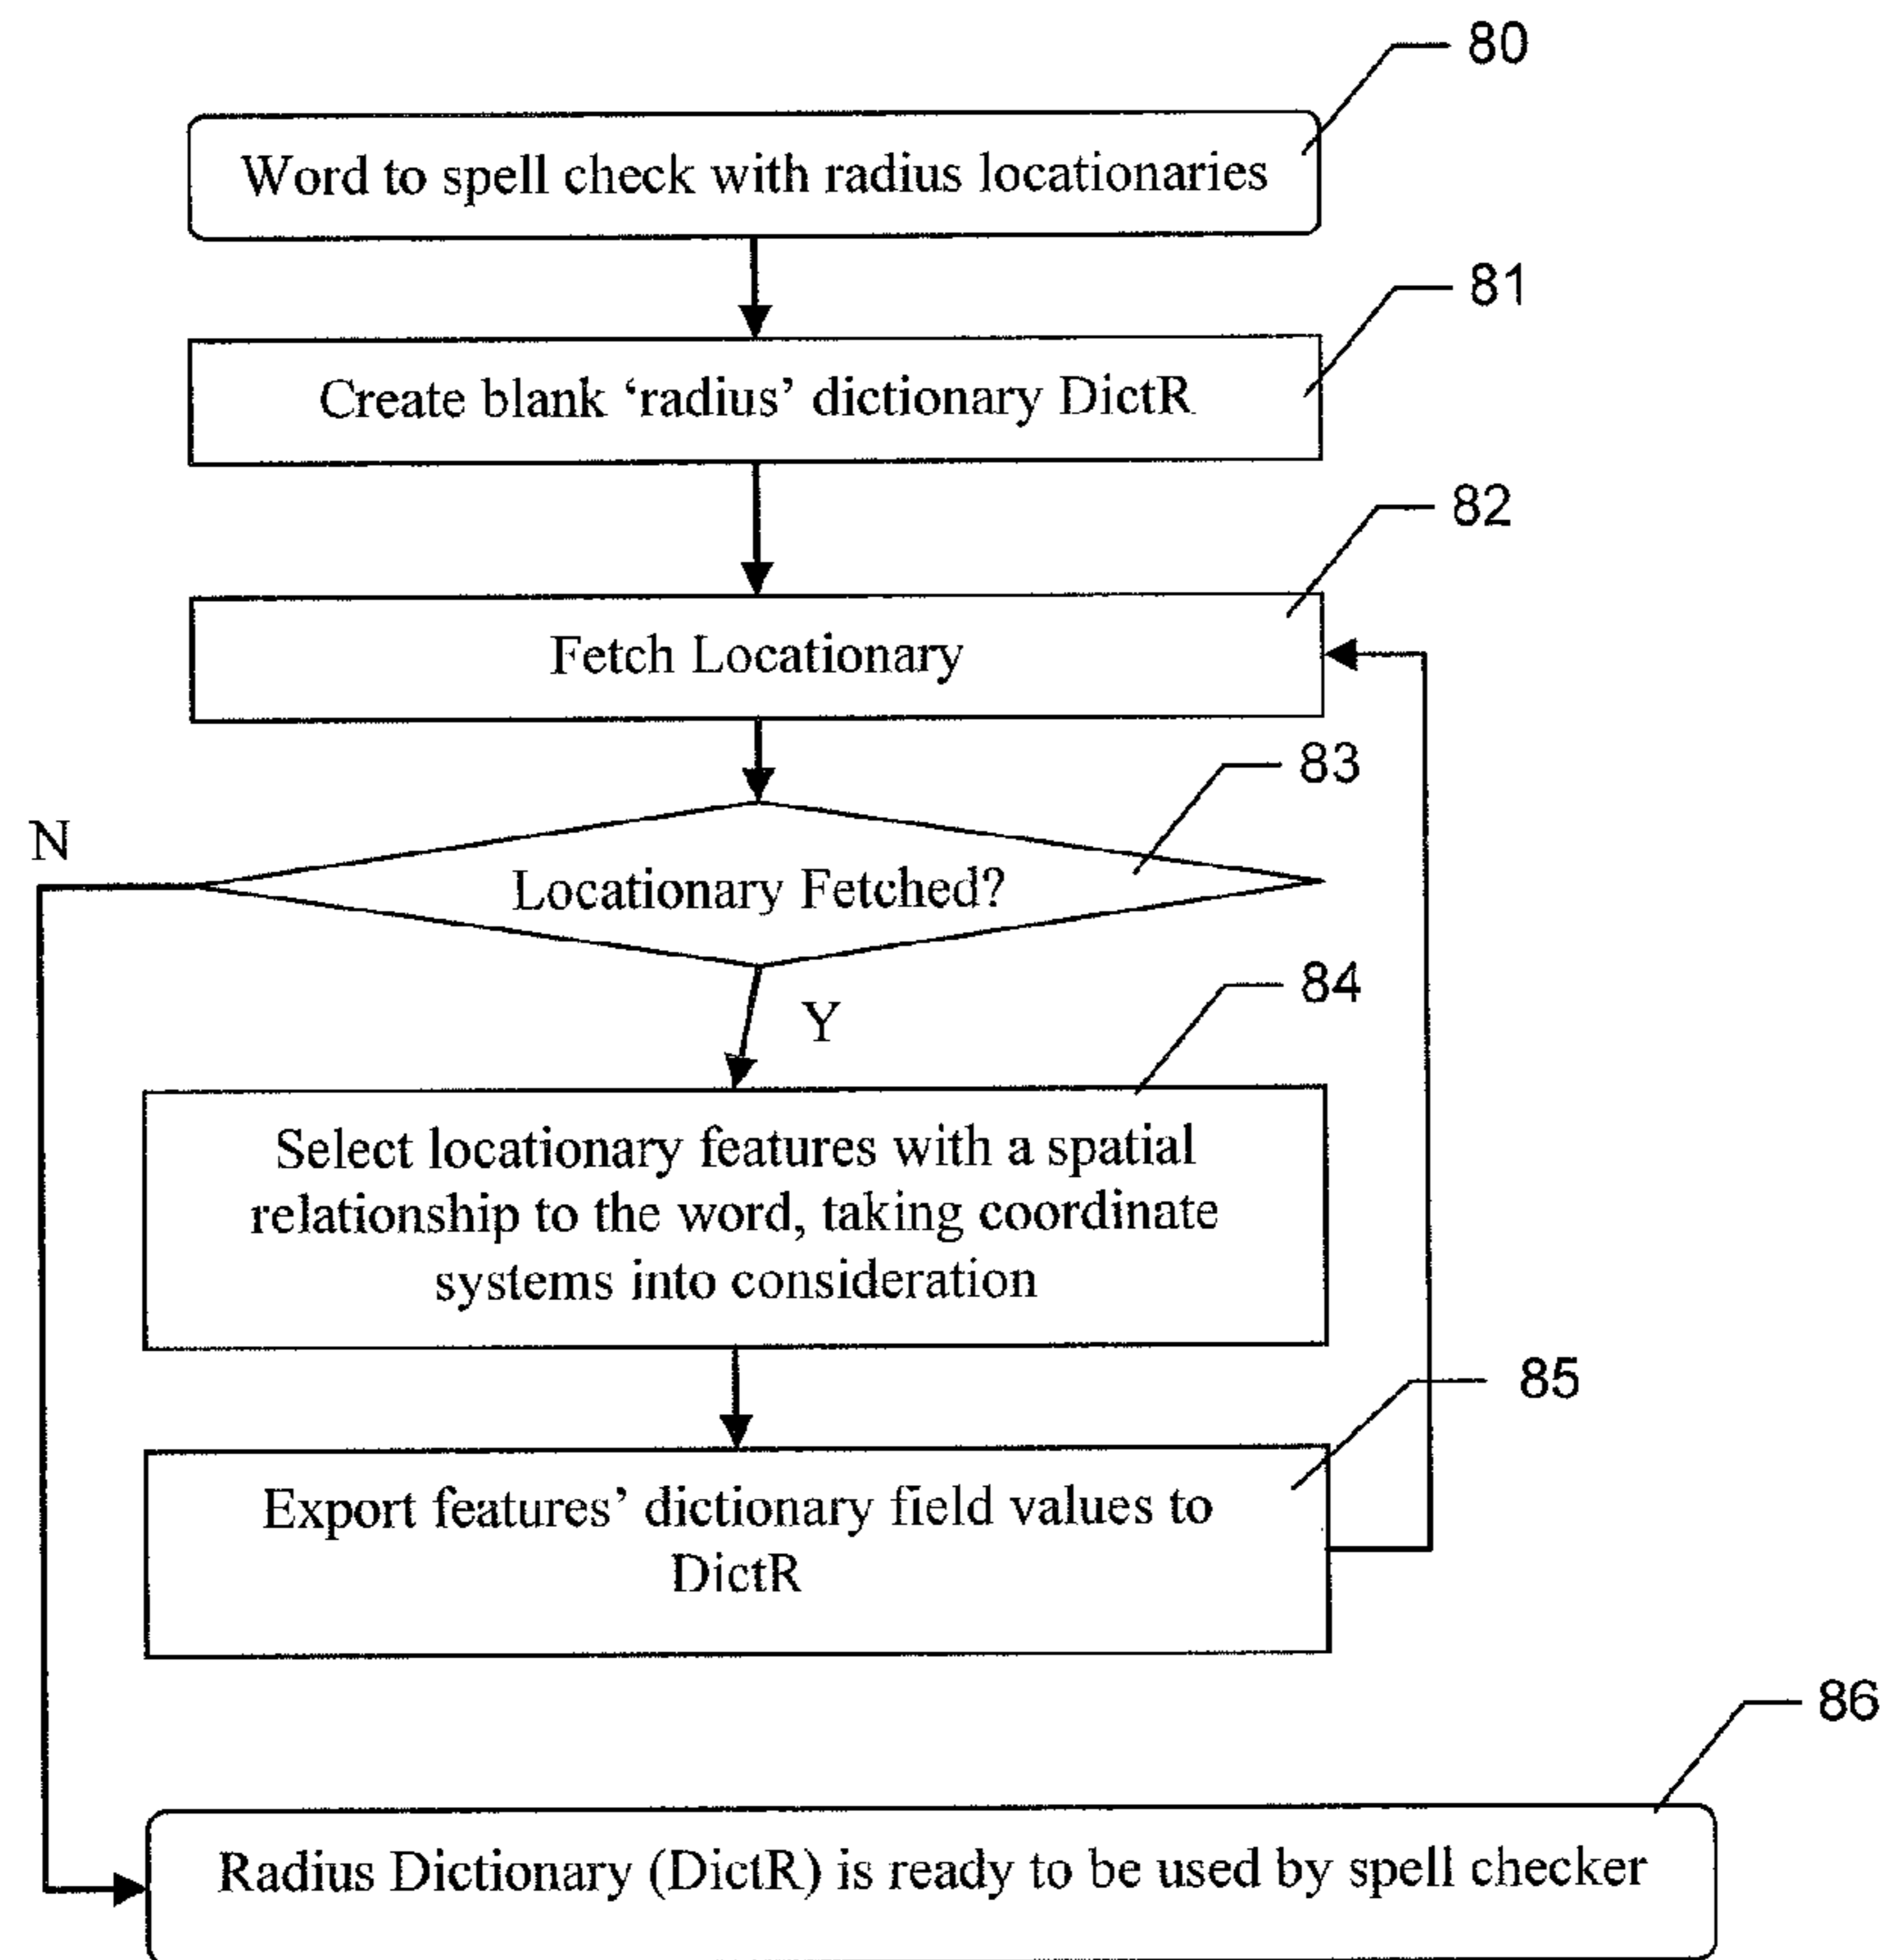 80
Word to spell check with radius locationaries
81
Create blank ‘radius’ dictionary DictR
82
Fetch Locationary
83
N
Locationary Fetched?
84
Y
Select locationary features with a spatial
relationship to the word, taking coordinate
systems into consideration
85
Export features’ dictionary field values to
DictR
86
Radius Dictionary (DictR) is ready to be used by spell checker